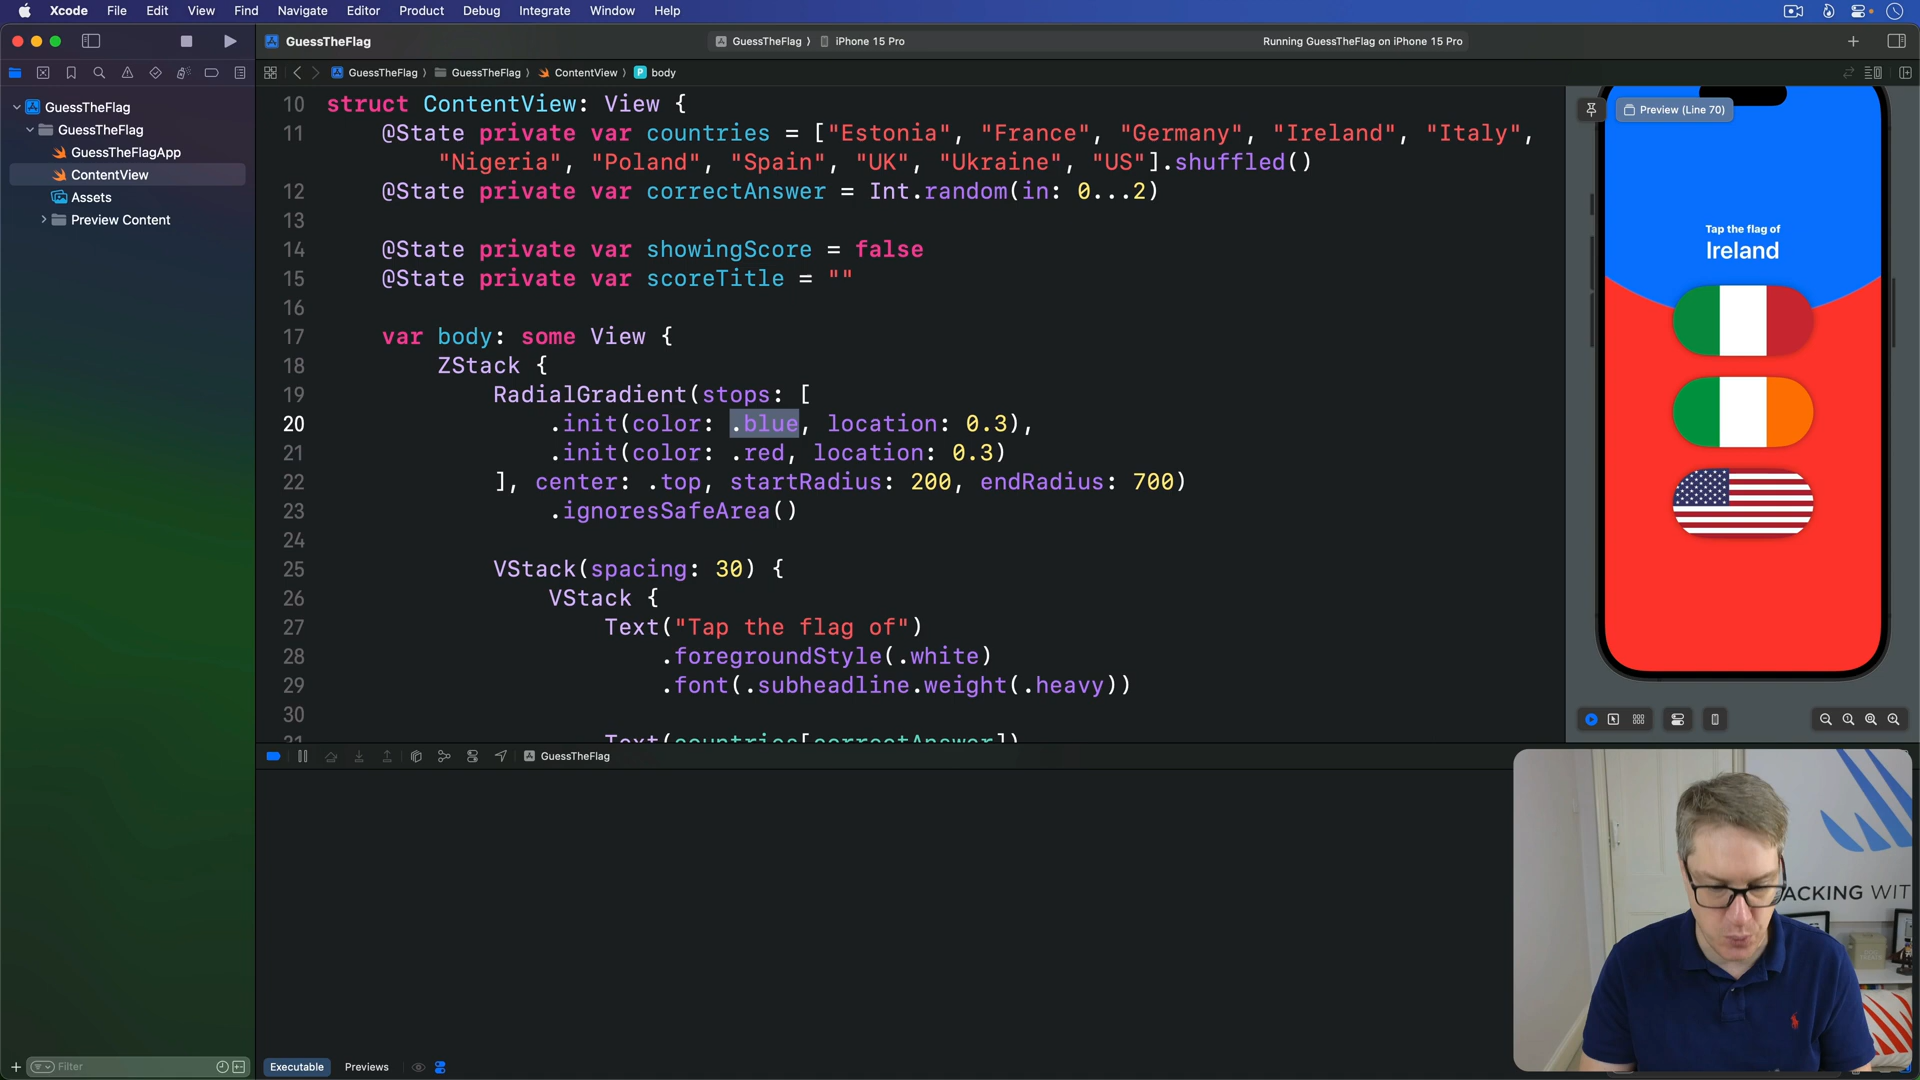 Xcode File Edit View Find Navigate Editor Product Debug Integrate Window Help
GuessTheFlag
GuessTheFlag 〉 iPhone 15 Pro
Running GuessTheFlag on iPhone 15 Pro
GuessTheFlag 〉 GuessTheFlag 〉 ContentView 〉 P body
GuessTheFlag
GuessTheFlag
GuessTheFlagApp
ContentView
Assets
Preview Content
10 struct ContentView: View {
11 @State private var countries = ["Estonia", "France", "Germany", "Ireland", "Italy",
"Nigeria", "Poland", "Spain", "UK", "Ukraine", "US"].shuffled()
12 @State private var correctAnswer = Int.random(in: 0...2)
13
14 @State private var showingScore = false
15 @State private var scoreTitle = ""
16
17 var body: some View {
18 ZStack {
19 RadialGradient(stops: [
20 .init(color: .blue, location: 0.3),
21 .init(color: .red, location: 0.3)
22 ], center: .top, startRadius: 200, endRadius: 700)
23 .ignoresSafeArea()
24
25 VStack(spacing: 30) {
26 VStack {
27 Text("Tap the flag of")
28 .foregroundStyle(.white)
29 .font(.subheadline.weight(.heavy))
30
31 Text(countries[correctAnswer])
Preview (Line 70)
Tap the flag of
Ireland
GuessTheFlag
ACKING WIT
Filter
Executable Previews